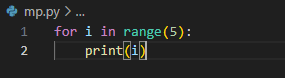 mp.py > ...
1 for i in range(5):
2     print(i)